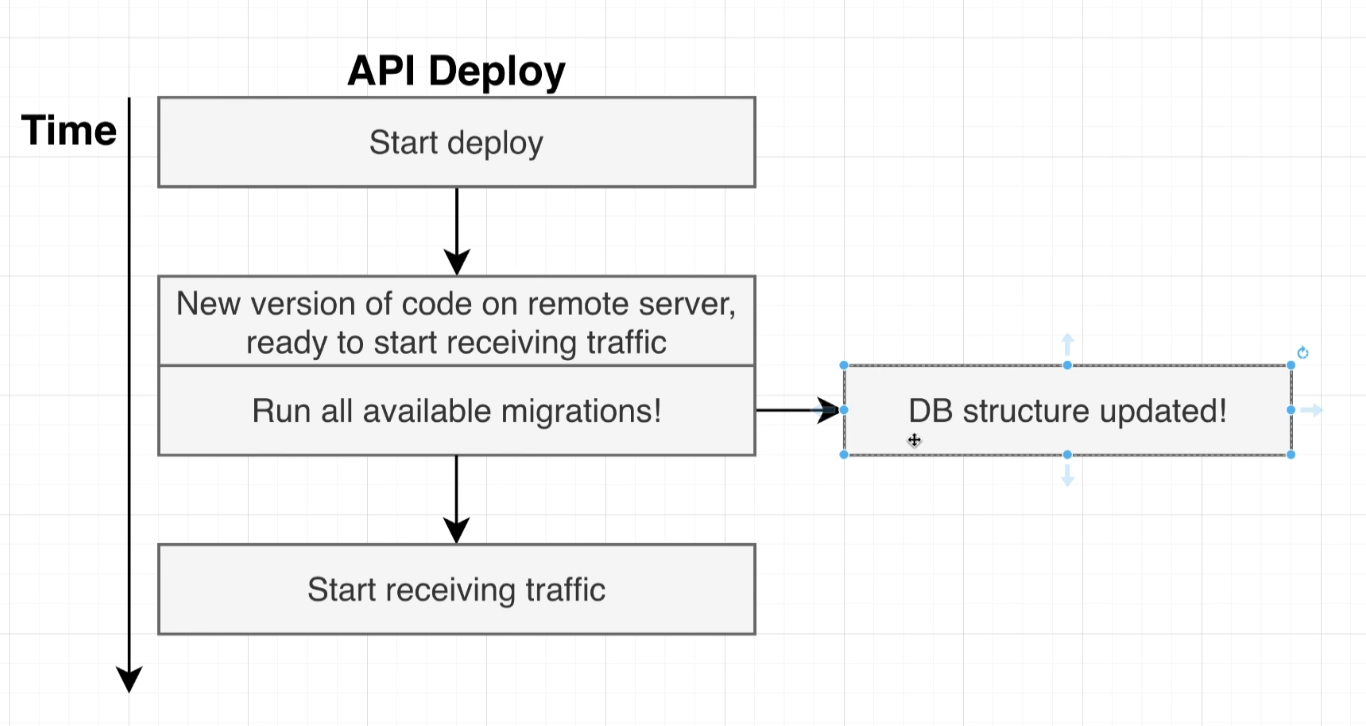 API Deploy
Time
Start deploy
New version of code on remote server,
ready to start receiving traffic
Run all available migrations!
DB structure updated!
Start receiving traffic